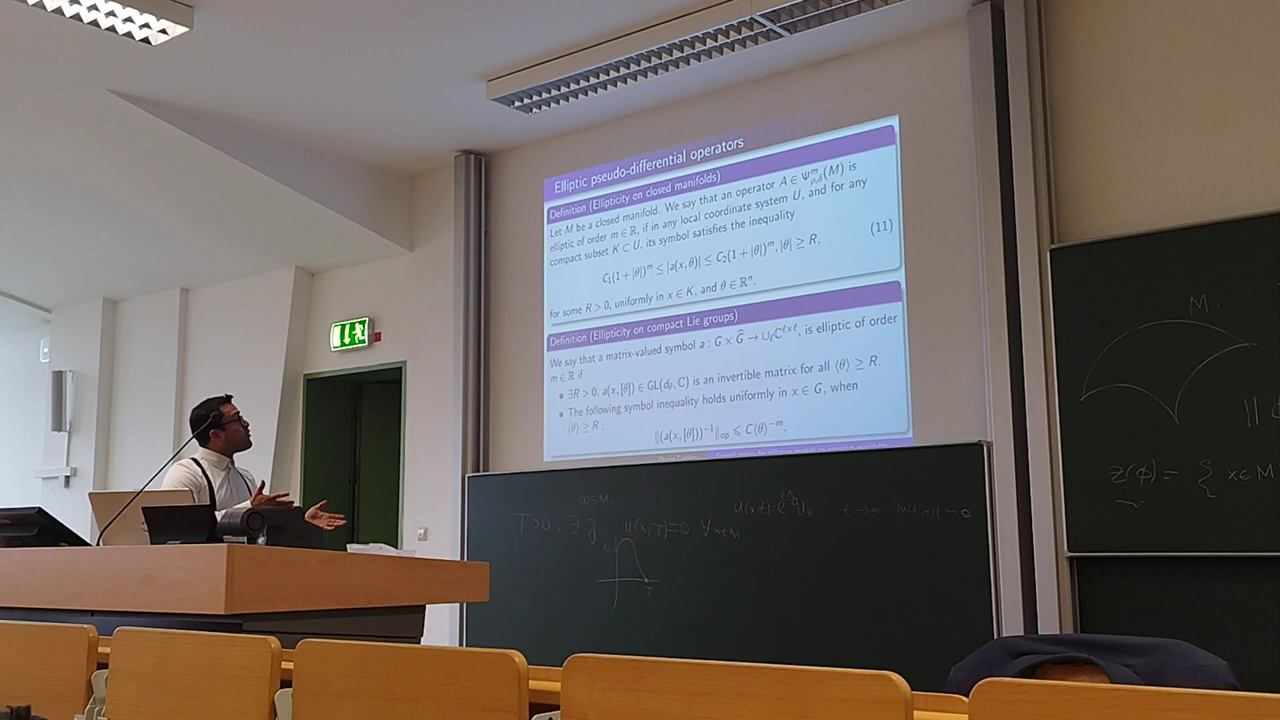 Elliptic pseudo-differential operators
Definition (Ellipticity on closed manifolds)
Let M be a closed manifold. We say that an operator A ∈ Ψᵐ_{ρ,δ}(M) is
elliptic of order m ∈ ℝ, if in any local coordinate system U, and for any
compact subset K ⊂ U, its symbol satisfies the inequality
C₁(1 + |θ|)ᵐ ≤ |a(x, θ)| ≤ C₂(1 + |θ|)ᵐ, |θ| ≥ R, (11)
for some R > 0, uniformly in x ∈ K, and θ ∈ ℝⁿ.
Definition (Ellipticity on compact Lie groups)
We say that a matrix-valued symbol a : G × Ĝ → ∪_ℓ ℂ^{ℓ×ℓ}, is elliptic of order
m ∈ ℝ if
∃R > 0, a(x, [θ]) ∈ GL(d_θ, ℂ) is an invertible matrix for all ⟨θ⟩ ≥ R.
The following symbol inequality holds uniformly in x ∈ G, when
⟨θ⟩ ≥ R :
‖(a(x, [θ]))⁻¹‖_op ⩽ C⟨θ⟩⁻ᵐ.
ω⊂M,
T>0, ∃ g, u(x,T)=0 ∀x∈M
T
t→∞
M.
Z(φ) = { x∈M